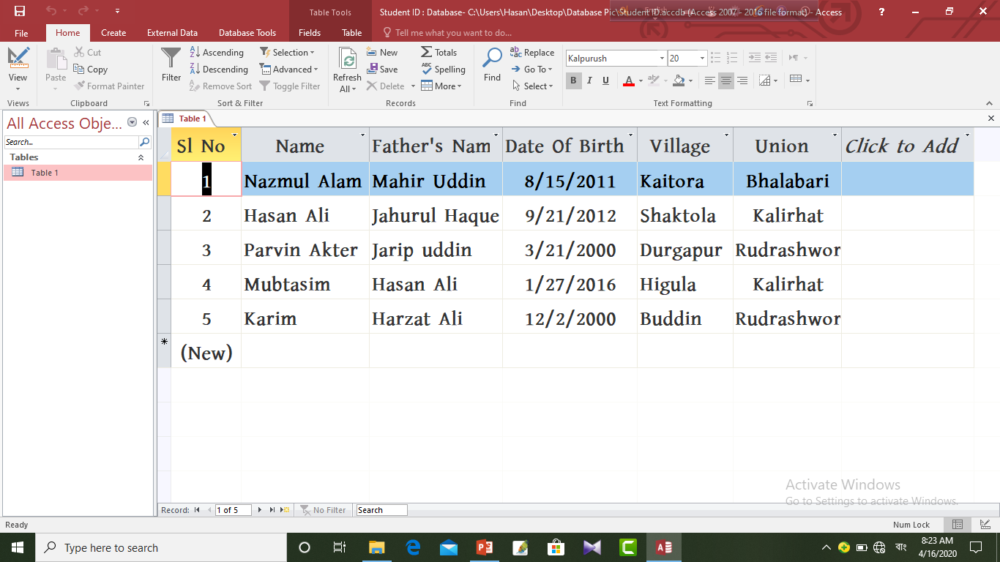 Student ID : Database- C:\Users\Hasan\Desktop\Database Pic\Student ID.accdb (Access 2007 - 2016 file format) - Access
Table Tools
File Home Create External Data Database Tools Fields Table Tell me what you want to do...
View
Views
Paste
Cut
Copy
Format Painter
Clipboard
Filter
Ascending
Descending
Remove Sort
Selection
Advanced
Toggle Filter
Sort & Filter
Refresh All
New
Save
Delete
Totals
Spelling
More
Records
Find
Replace
Go To
Select
Find
Kalpurush 20
B I U
Text Formatting
All Access Obje...
Search...
Tables
Table 1
Table 1
Sl No Name Father's Nam Date Of Birth Village Union Click to Add
1 Nazmul Alam Mahir Uddin 8/15/2011 Kaitora Bhalabari
2 Hasan Ali Jahurul Haque 9/21/2012 Shaktola Kalirhat
3 Parvin Akter Jarip uddin 3/21/2000 Durgapur Rudrashwor
4 Mubtasim Hasan Ali 1/27/2016 Higula Kalirhat
5 Karim Harzat Ali 12/2/2000 Buddin Rudrashwor
(New)
Activate Windows
Go to Settings to activate Windows.
Record: 1 of 5 No Filter Search
Ready Num Lock
Type here to search
বাং
8:23 AM
4/16/2020